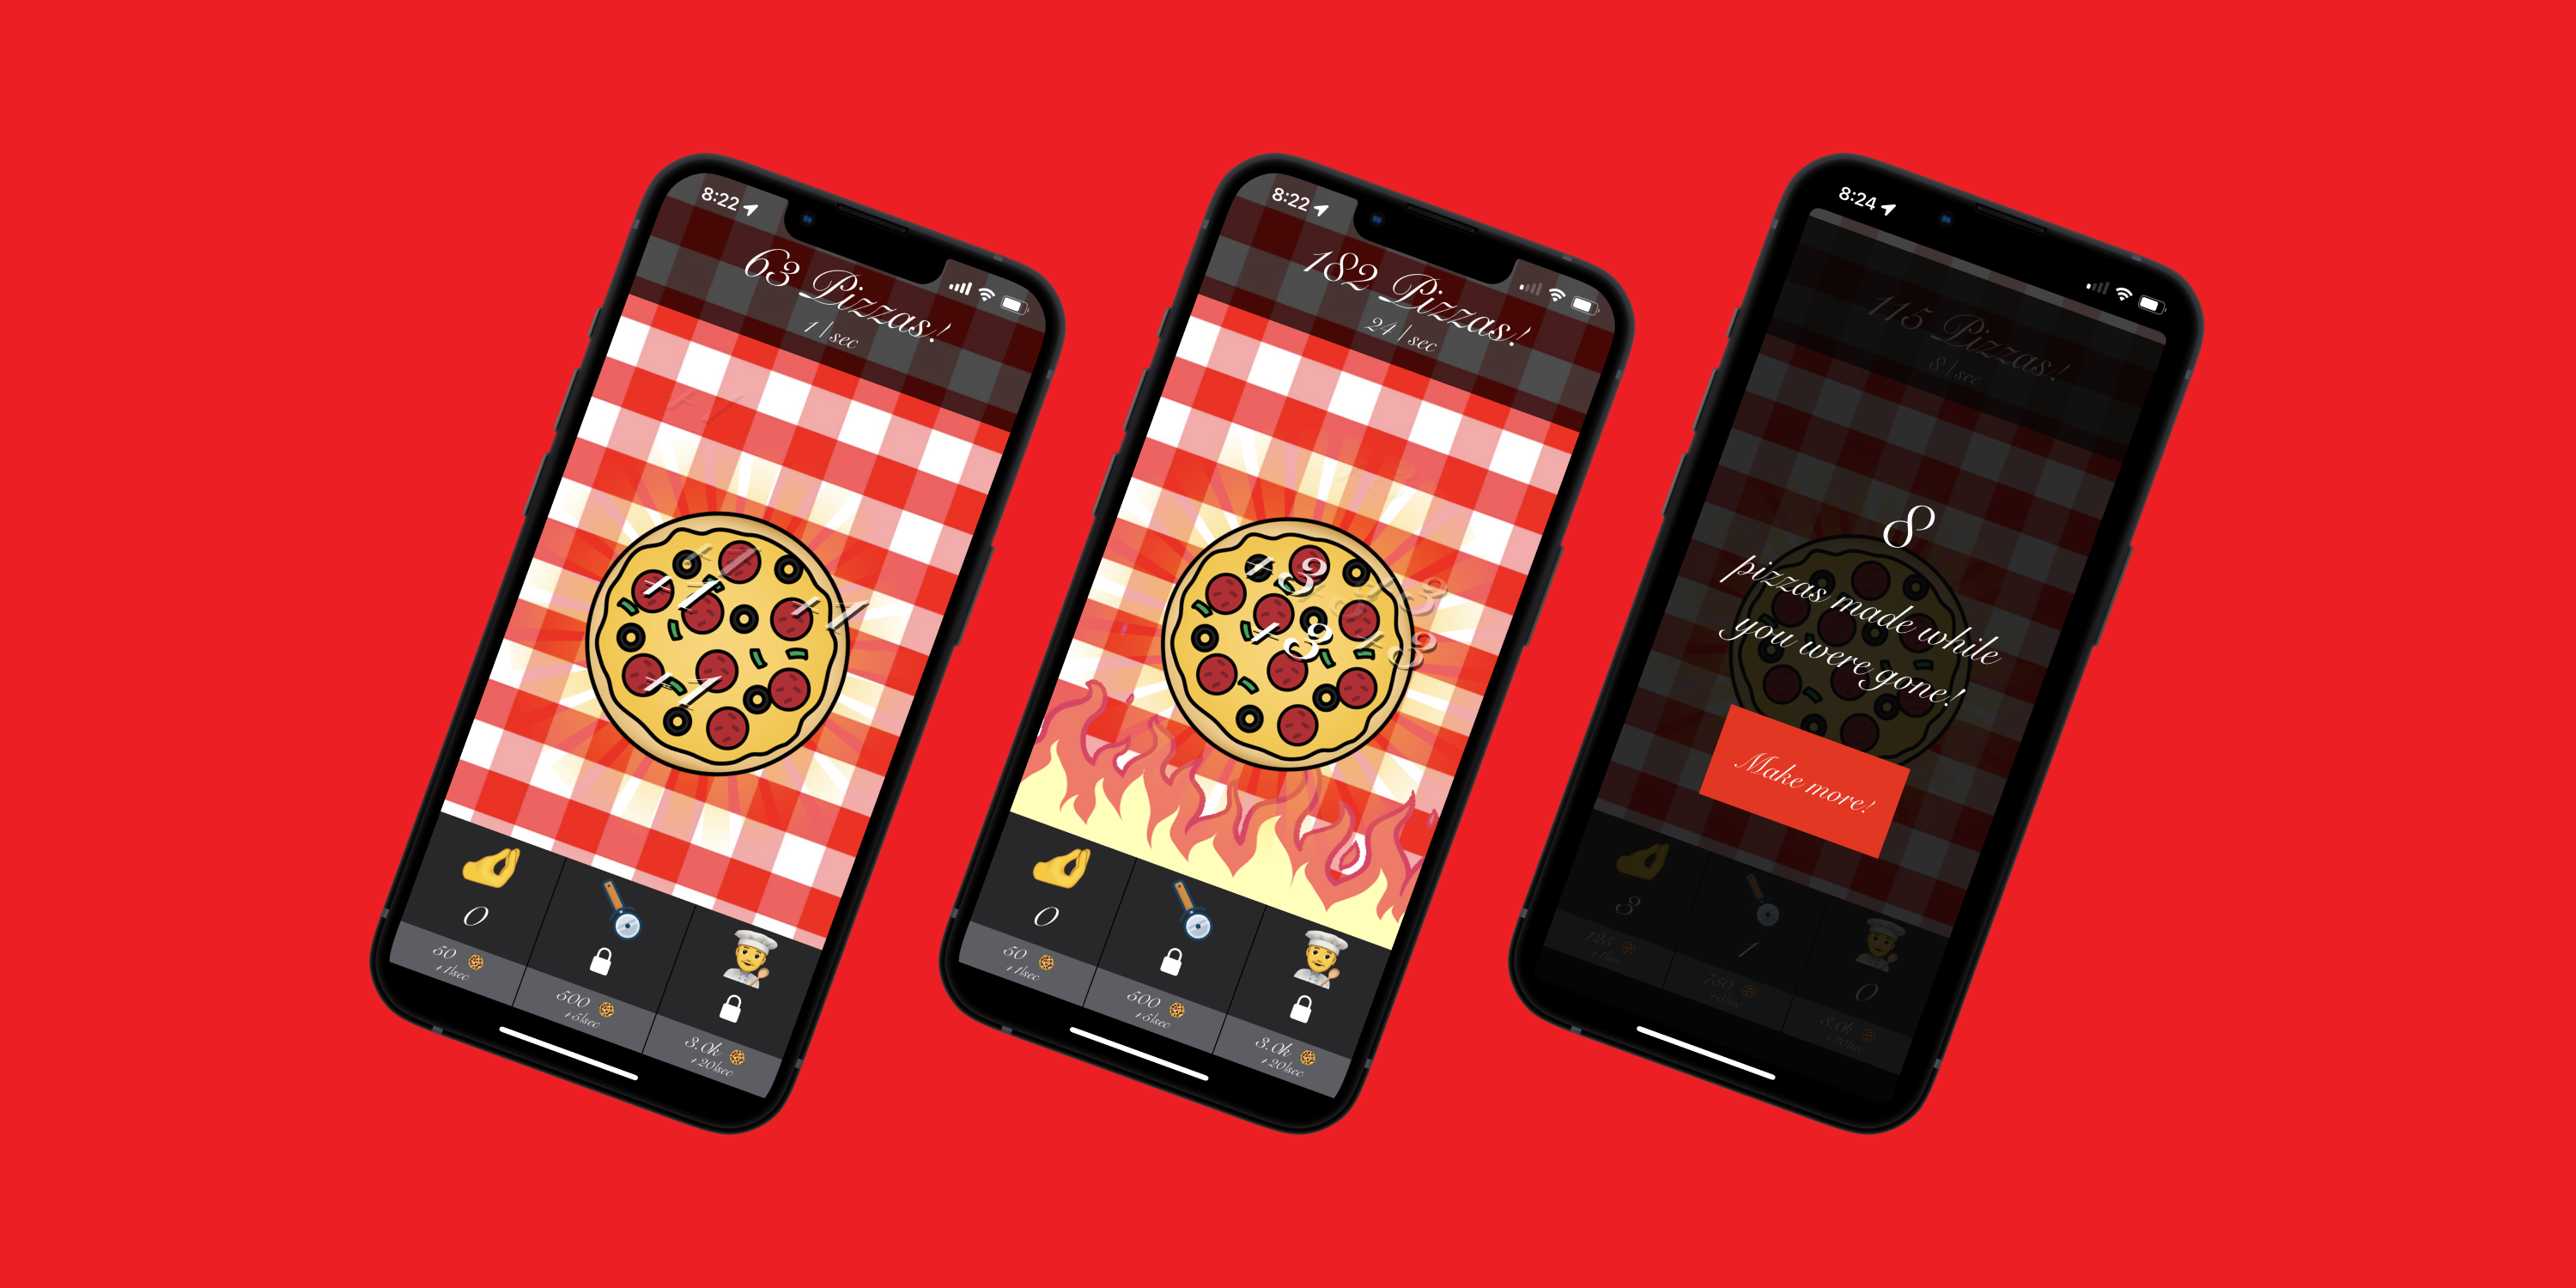 8:22
63 Pizzas!
1/sec
+1
+1
+1
+1
0
50
+1/sec
500
+5/sec
3.0k
+20/sec
8:22
182 Pizzas!
24/sec
+3
+3
+3
+3
0
50
+1/sec
500
+5/sec
3.0k
+20/sec
8:24
115 Pizzas!
8/sec
8
pizzas made while
you were gone!
Make more!
3
125
+1/sec
1
750
+5/sec
0
3.0k
+20/sec